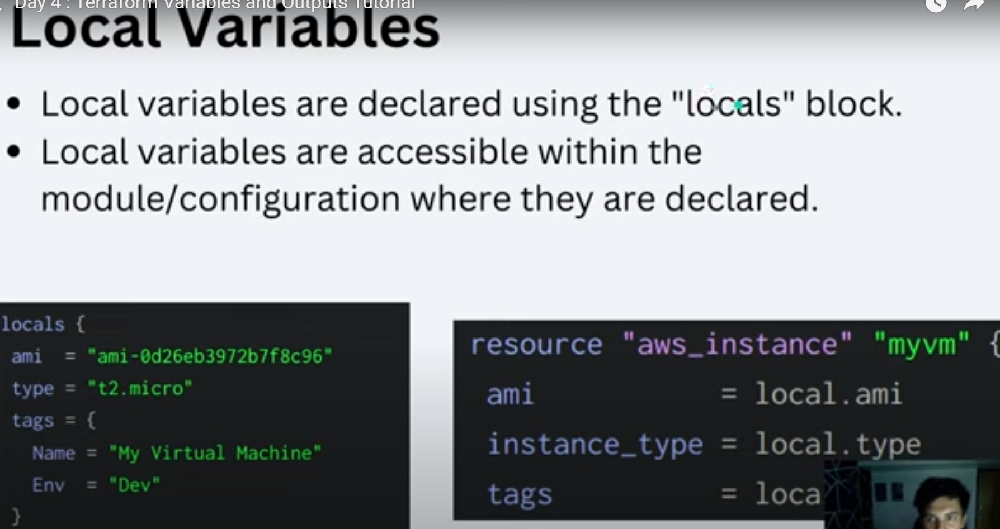 Day 4 : Terraform Variables and Outputs Tutorial
Local Variables
• Local variables are declared using the "locals" block.
• Local variables are accessible within the
module/configuration where they are declared.
locals {
ami = "ami-0d26eb3972b7f8c96"
type = "t2.micro"
tags = {
Name = "My Virtual Machine"
Env = "Dev"
}
resource "aws_instance" "myvm" {
ami = local.ami
instance_type = local.type
tags = loca